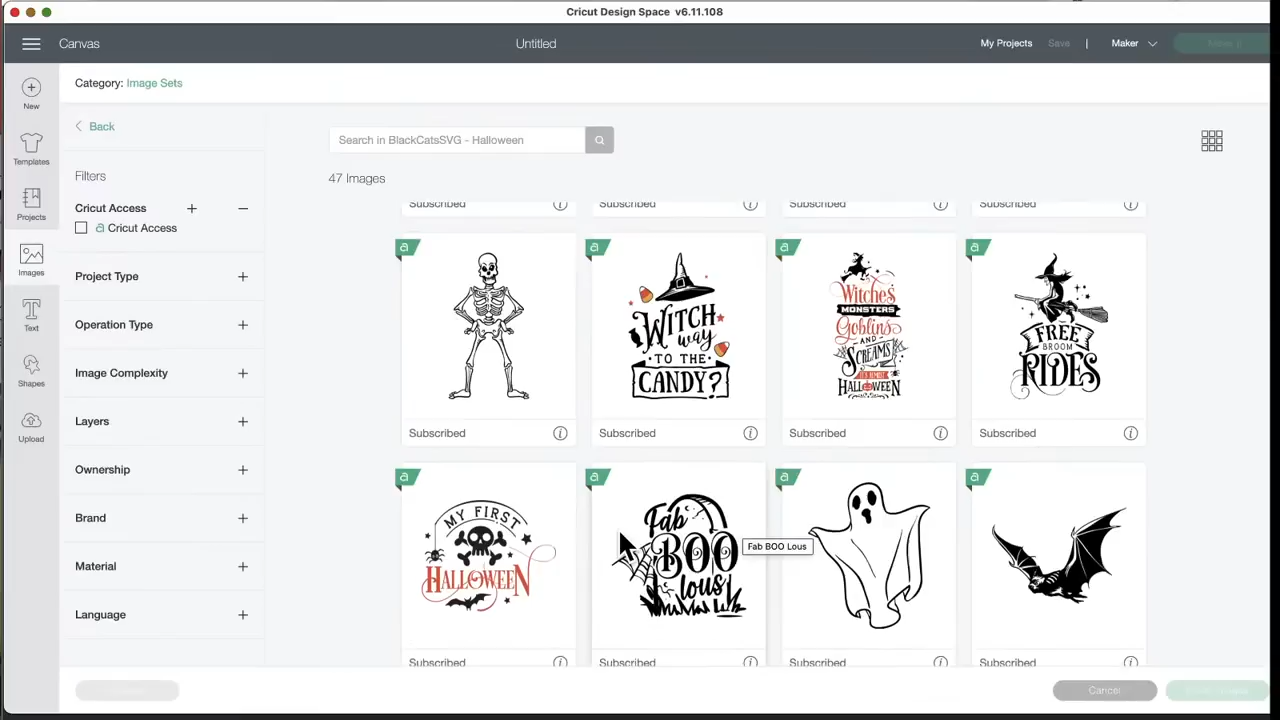 Cricut Design Space v6.11.108
Canvas
Untitled
My Projects
Save
|
Maker
New
Templates
Projects
Images
Text
Shapes
Upload
Category: Image Sets
Back
Filters
Cricut Access
Cricut Access
Project Type
Operation Type
Image Complexity
Layers
Ownership
Brand
Material
Language
Search in BlackCatsSVG - Halloween
47 Images
Subscribed
Subscribed
Subscribed
Subscribed
WITCH
way
TO THE
CANDY?
Witches
MONSTERS
Goblins
AND
SCREAMS
IT'S ALMOST
HALLOWEEN
FREE
BROOM
RIDES
Subscribed
Subscribed
Subscribed
Subscribed
MY FIRST
HALLOWEEN
Fab
BOO
lous
Fab BOO Lous
Subscribed
Subscribed
Subscribed
Subscribed
Cancel